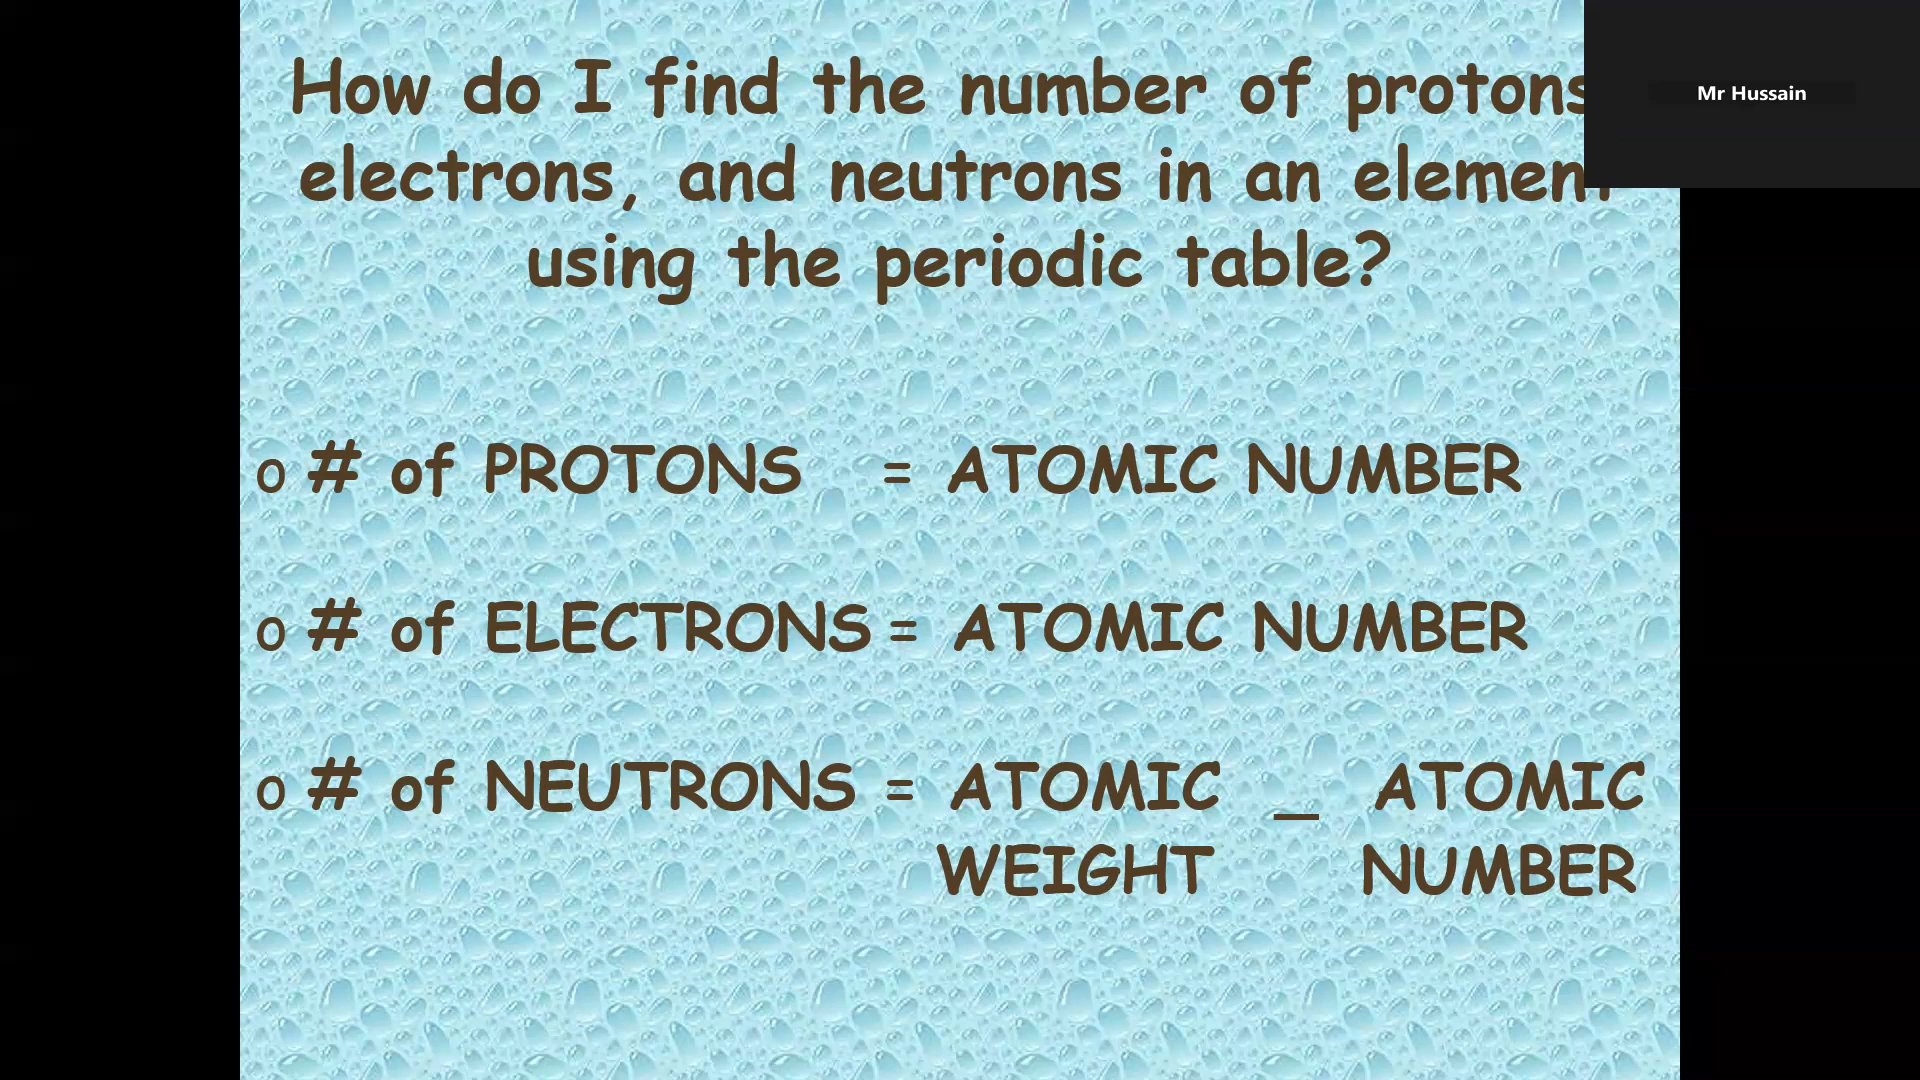 How do I find the number of protons
electrons, and neutrons in an element
using the periodic table?
Mr Hussain
o # of PROTONS = ATOMIC NUMBER
o # of ELECTRONS = ATOMIC NUMBER
o # of NEUTRONS = ATOMIC _ ATOMIC
WEIGHT NUMBER